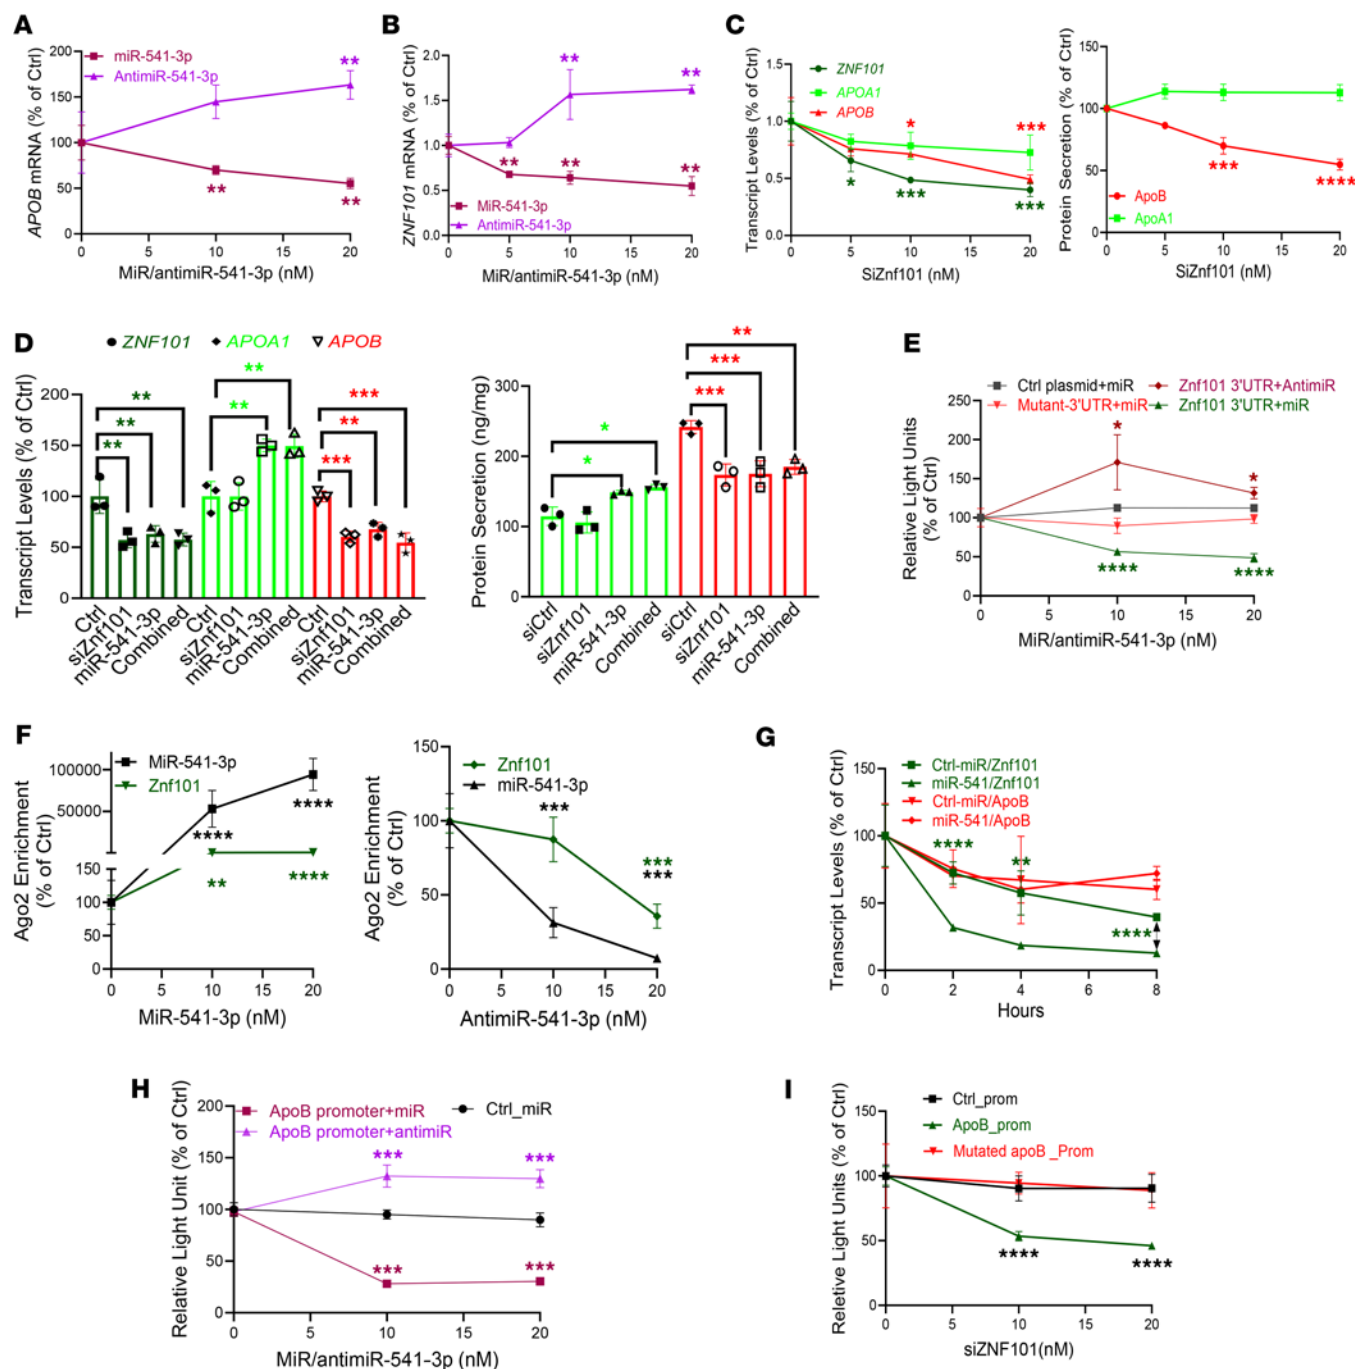 A
APOB mRNA (% of Ctrl)
200
150
100
50
0
miR-541-3p
AntimiR-541-3p
**
**
**
0 5 10 15 20
MiR/antimiR-541-3p (nM)
B
ZNF101 mRNA (% of Ctrl)
2.0
1.5
1.0
0.5
0.0
** **
** ** **
MiR-541-3p
AntimiR-541-3p
0 5 10 15 20
MiR/antimiR-541-3p (nM)
C
Transcript Levels (% of Ctrl)
1.5
1.0
0.5
0.0
ZNF101
APOA1
APOB
* ***
* *** ***
0 5 10 15 20
SiZnf101 (nM)
Protein Secretion (% of Ctrl)
150
100
50
0
***
****
ApoB
ApoA1
0 5 10 15 20
SiZnf101 (nM)
D
ZNF101 APOA1 APOB
Transcript Levels (% of Ctrl)
200
150
100
50
0
**
**
**
**
**
***
**
***
Ctrl
siZnf101
miR-541-3p
Combined
Ctrl
siZnf101
miR-541-3p
Combined
Ctrl
siZnf101
miR-541-3p
Combined
Protein Secretion (ng/mg)
300
200
100
0
*
*
**
***
***
siCtrl
siZnf101
miR-541-3p
Combined
siCtrl
siZnf101
miR-541-3p
Combined
E
Ctrl plasmid+miR
Mutant-3'UTR+miR
Znf101 3'UTR+AntimiR
Znf101 3'UTR+miR
Relative Light Units
(% of Ctrl)
200
150
100
50
0
* *
**** ****
0 5 10 15 20
MiR/antimiR-541-3p (nM)
F
Ago2 Enrichment
(% of Ctrl)
100000
50000
150
100
50
0
MiR-541-3p
Znf101
**** ****
** ****
0 5 10 15 20
MiR-541-3p (nM)
Ago2 Enrichment
(% of Ctrl)
150
100
50
0
Znf101
miR-541-3p
***
***
***
0 5 10 15 20
AntimiR-541-3p (nM)
G
Transcript Levels (% of Ctrl)
150
100
50
0
Ctrl-miR/Znf101
miR-541/Znf101
Ctrl-miR/ApoB
miR-541/ApoB
**** **
****
0 2 4 8
Hours
H
Relative Light Unit (% of Ctrl)
200
150
100
50
0
ApoB promoter+miR
ApoB promoter+antimiR
Ctrl_miR
*** ***
*** ***
0 5 10 15 20
MiR/antimiR-541-3p (nM)
I
Reletive Light Units (% of Ctrl)
150
100
50
0
Ctrl_prom
ApoB_prom
Mutated apoB _Prom
**** ****
0 5 10 15 20
siZNF101(nM)